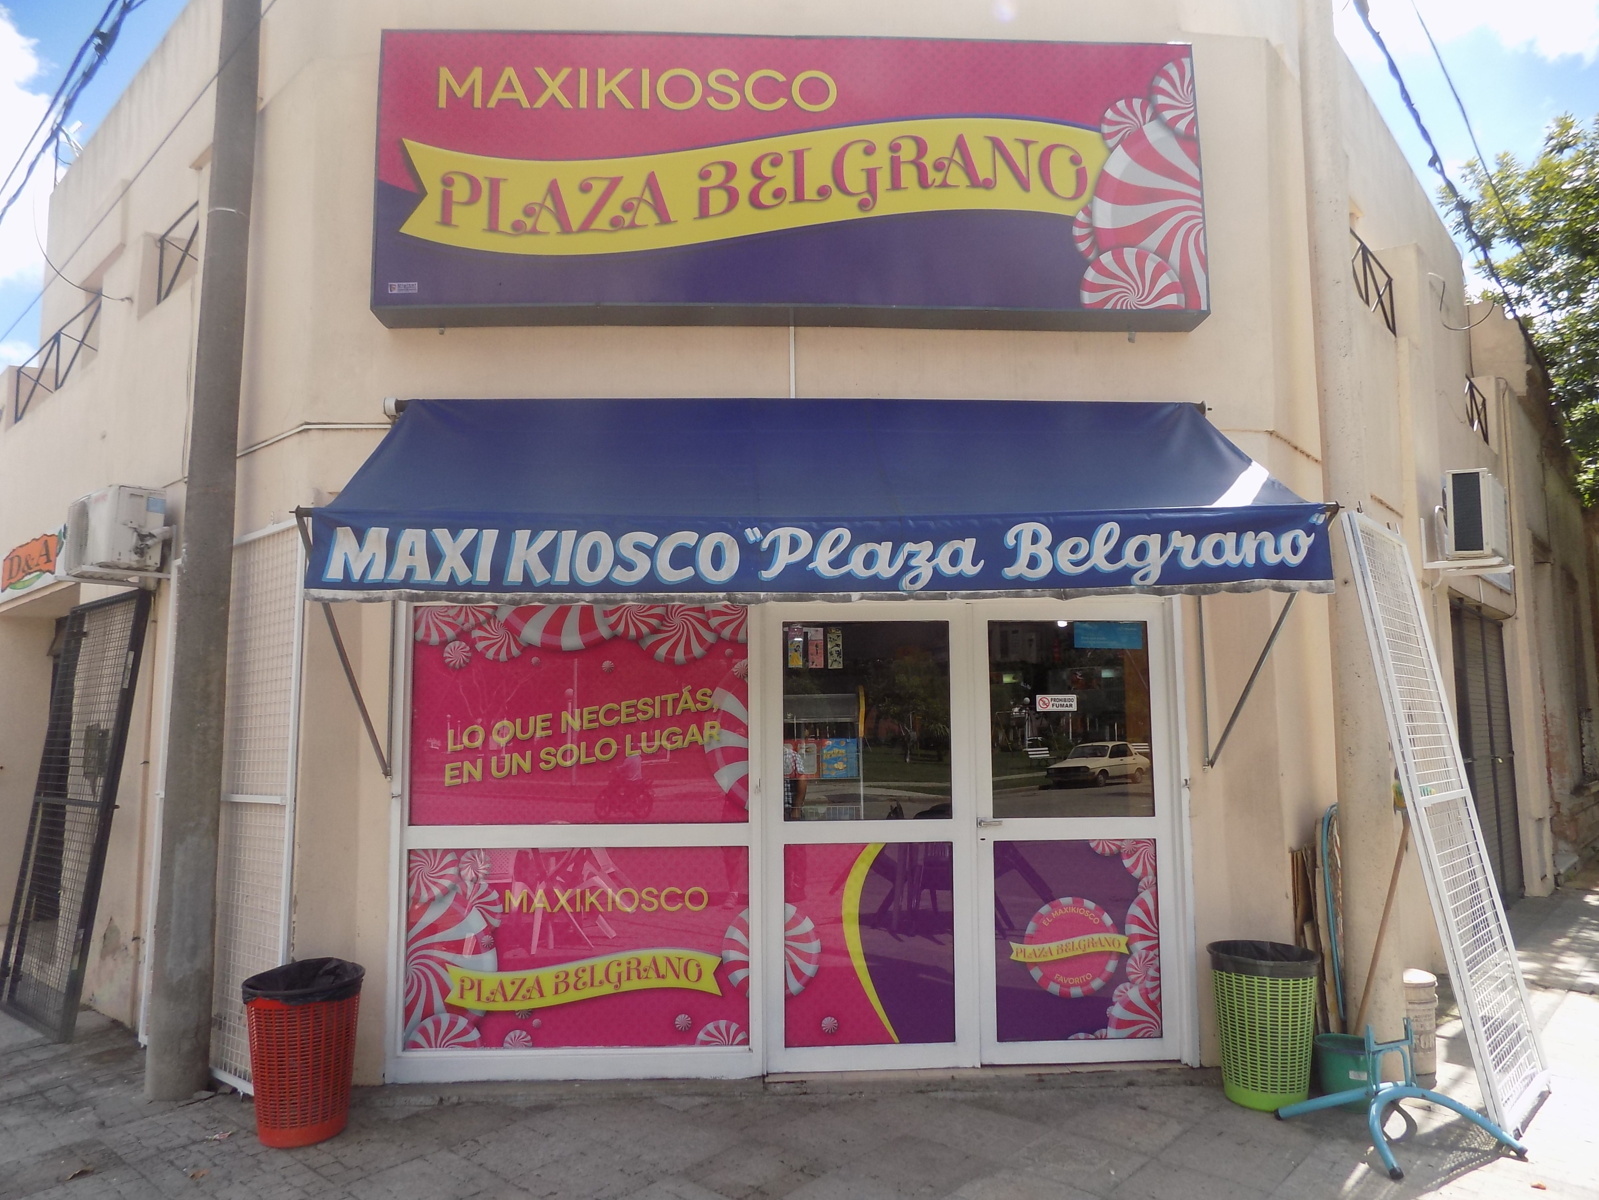 MAXIKIOSCO
PLAZA BELGRANO
D&A
MAXI KIOSCO "Plaza Belgrano"
LO QUE NECESITÁS,
EN UN SOLO LUGAR
PROHIBIDO
FUMAR
MAXIKIOSCO
PLAZA BELGRANO
EL MAXIKIOSCO
PLAZA BELGRANO
FAVORITO